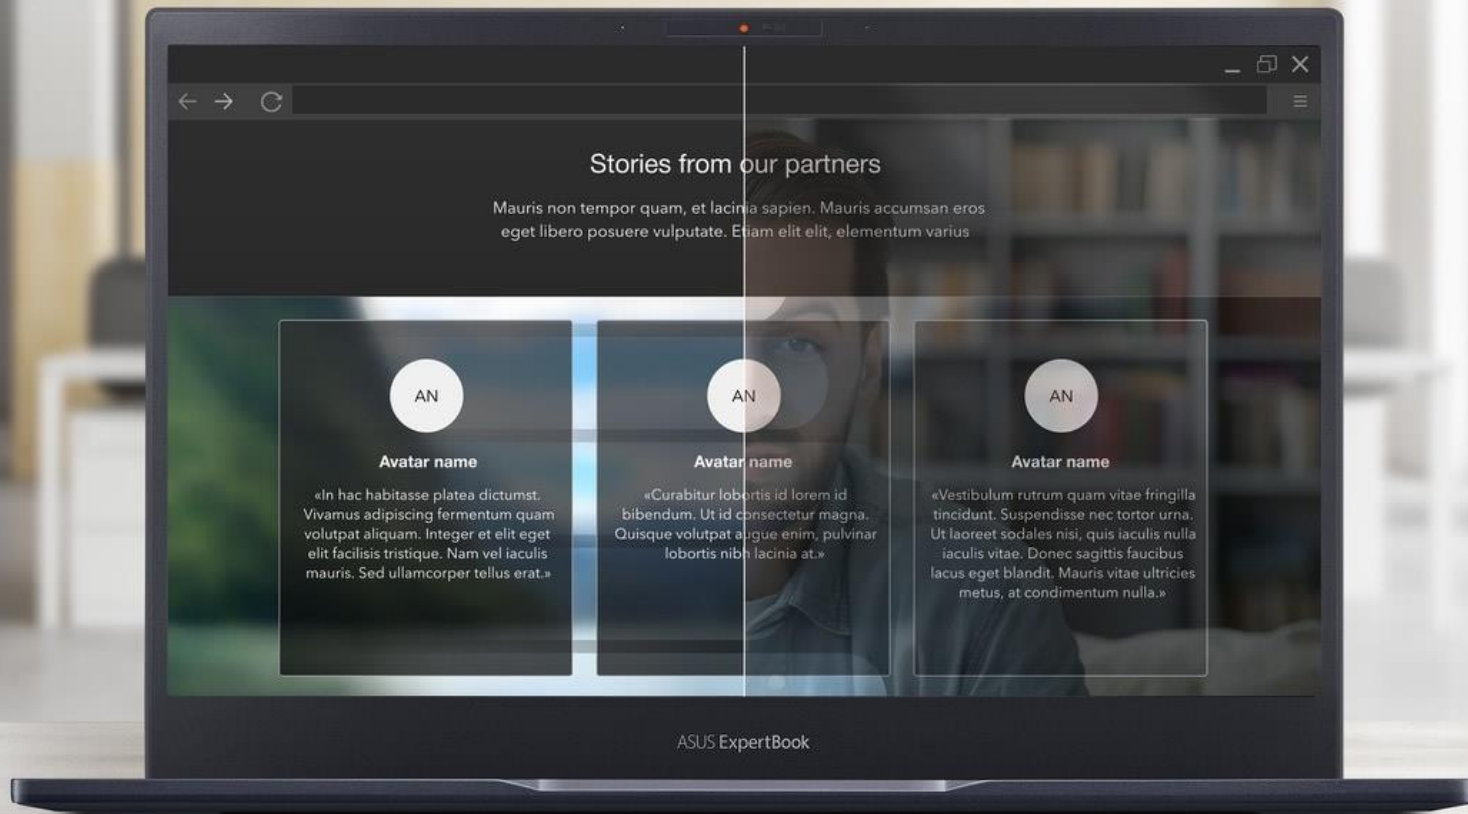 Stories from our partners
Mauris non tempor quam, et lacinia sapien. Mauris accumsan eros
eget libero posuere vulputate. Etiam elit elit, elementum varius
AN
Avatar name
«In hac habitasse platea dictumst.
Vivamus adipiscing fermentum quam
volutpat aliquam. Integer et elit eget
elit facilisis tristique. Nam vel iaculis
mauris. Sed ullamcorper tellus erat.»
AN
Avatar name
«Curabitur lobortis id lorem id
bibendum. Ut id consectetur magna.
Quisque volutpat augue enim, pulvinar
lobortis nibh lacinia at.»
AN
Avatar name
«Vestibulum rutrum quam vitae fringilla
tincidunt. Suspendisse nec tortor urna.
Ut laoreet sodales nisi, quis iaculis nulla
iaculis vitae. Donec sagittis faucibus
lacus eget blandit. Mauris vitae ultricies
metus, at condimentum nulla.»
ASUS ExpertBook